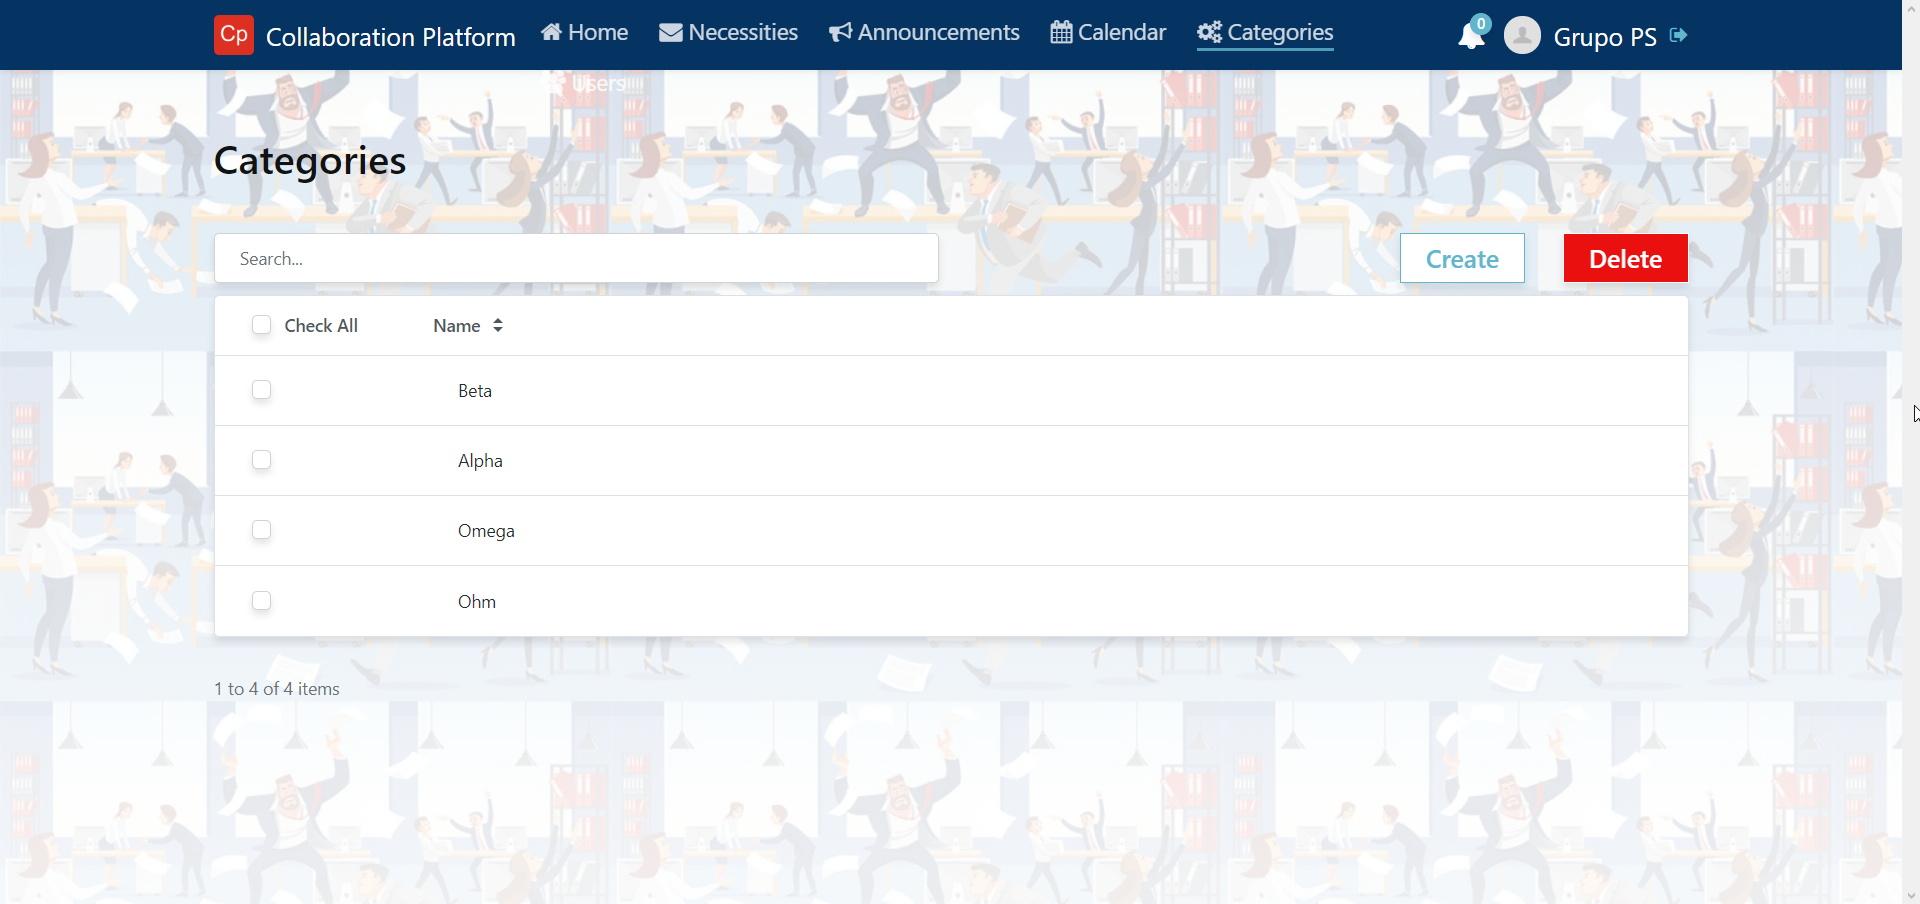 Cp Collaboration Platform Home Necessities Announcements Calendar Categories 0 Grupo PS
Users
Categories
Search... Create Delete
Check All Name
Beta
Alpha
Omega
Ohm
1 to 4 of 4 items